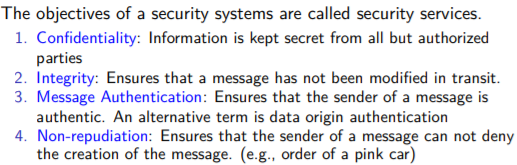 The objectives of a security systems are called security services.
1. Confidentiality: Information is kept secret from all but authorized
parties
2. Integrity: Ensures that a message has not been modified in transit.
3. Message Authentication: Ensures that the sender of a message is
authentic. An alternative term is data origin authentication
4. Non-repudiation: Ensures that the sender of a message can not deny
the creation of the message. (e.g., order of a pink car)